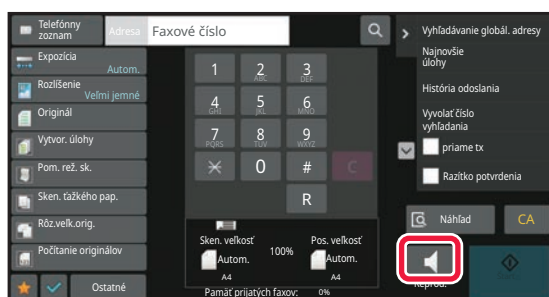 Telefónny
zoznam
Adresa
Faxové číslo
Expozícia
Autom.
Rozlíšenie
Veľmi jemné
Originál
Vytvor. úlohy
Pom. rež. sk.
Sken. ťažkého pap.
Rôz.veľk.orig.
Počítanie originálov
Ostatné
1
2
ABC
3
DEF
4
GHI
5
JKL
6
MNO
7
PQRS
8
TUV
9
WXYZ
0
#
C
R
Sken. veľkosť
100%
Pos. veľkosť
Autom.
Autom.
A4
A4
Pamäť prijatých faxov:
0%
Vyhľadávanie globál. adresy
Najnovšie
úlohy
História odoslania
Vyvolať číslo
vyhľadania
priame tx
Razítko potvrdenia
Náhľad
CA
Reprod.